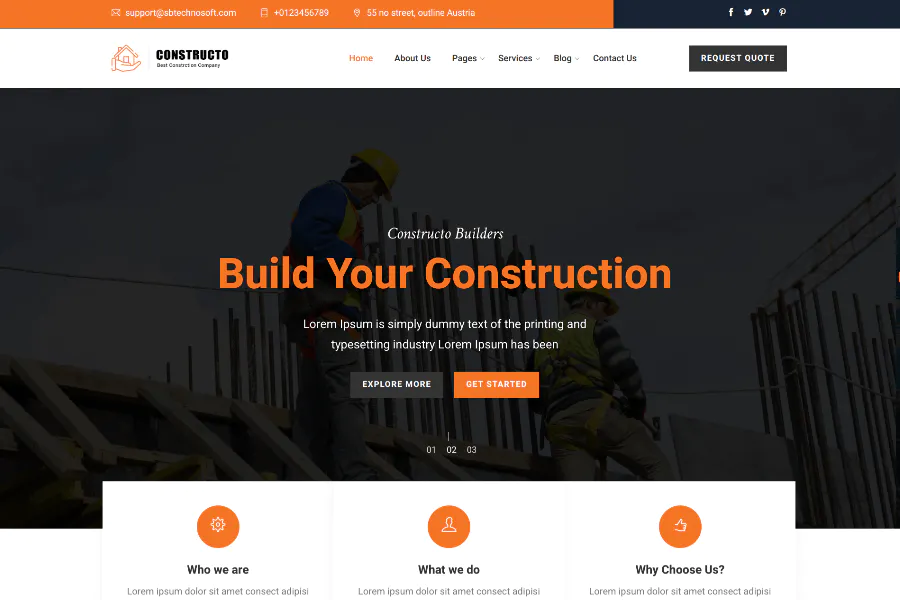 support@sbtechnosoft.com +0123456789 55 no street, outline Austria
CONSTRUCTO
Best Constrction Company
Home About Us Pages Services Blog Contact Us
REQUEST QUOTE
Constructo Builders
Build Your Construction
Lorem Ipsum is simply dummy text of the printing and
typesetting industry Lorem Ipsum has been
EXPLORE MORE GET STARTED
01 02 03
Who we are What we do Why Choose Us?
Lorem ipsum dolor sit amet consect adipisi Lorem ipsum dolor sit amet consect adipisi Lorem ipsum dolor sit amet consect adipisi